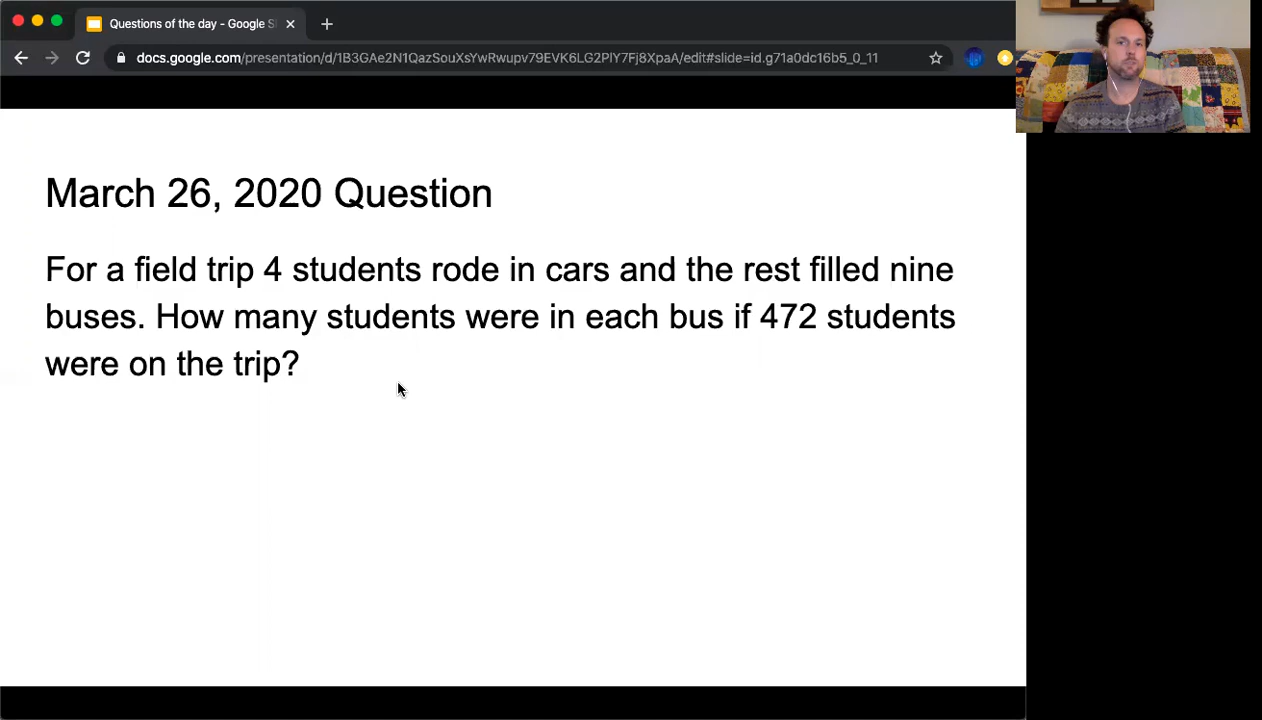 Questions of the day - Google S
docs.google.com/presentation/d/1B3GAe2N1QazSouXsYwRwupv79EVK6LG2PlY7Fj8XpaA/edit#slide=id.g71a0dc16b5_0_11
March 26, 2020 Question
For a field trip 4 students rode in cars and the rest filled nine
buses. How many students were in each bus if 472 students
were on the trip?